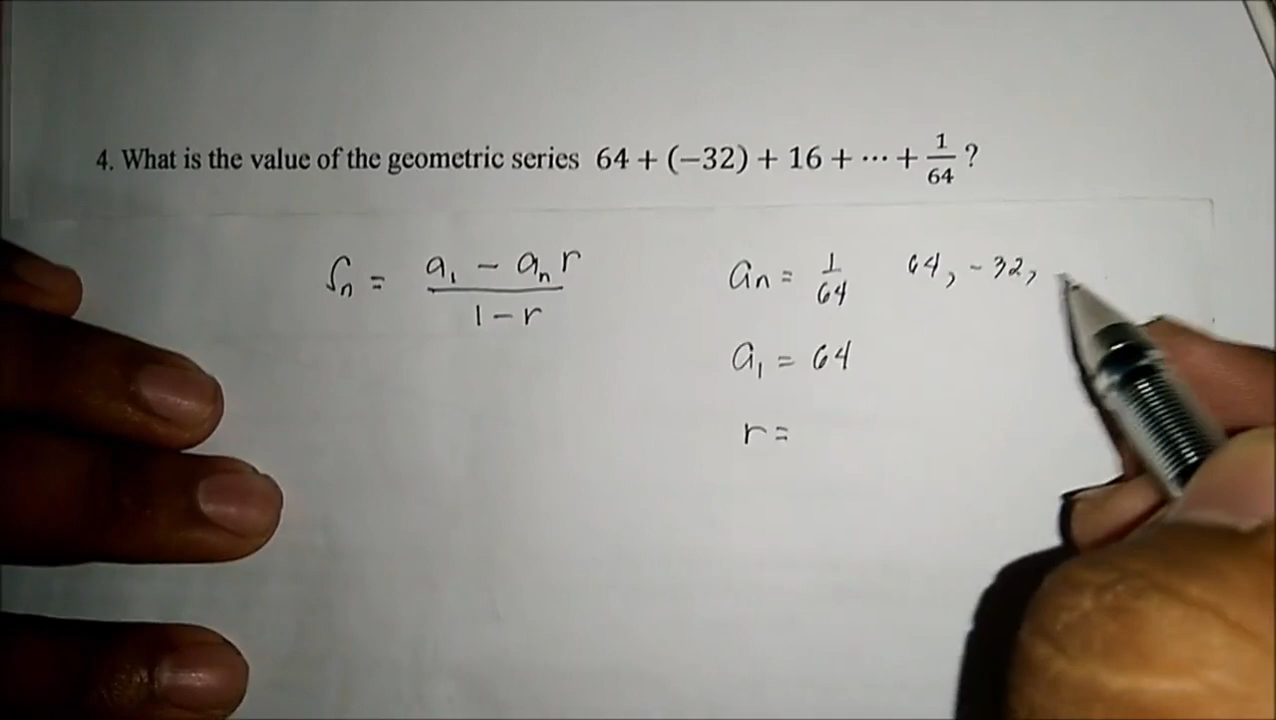 4. What is the value of the geometric series 64 + (−32) + 16 + ⋯ + 1/64 ?
Sn = (a₁ − aₙr)/(1 − r)
an = 1/64
64, -32,
a₁ = 64
r =